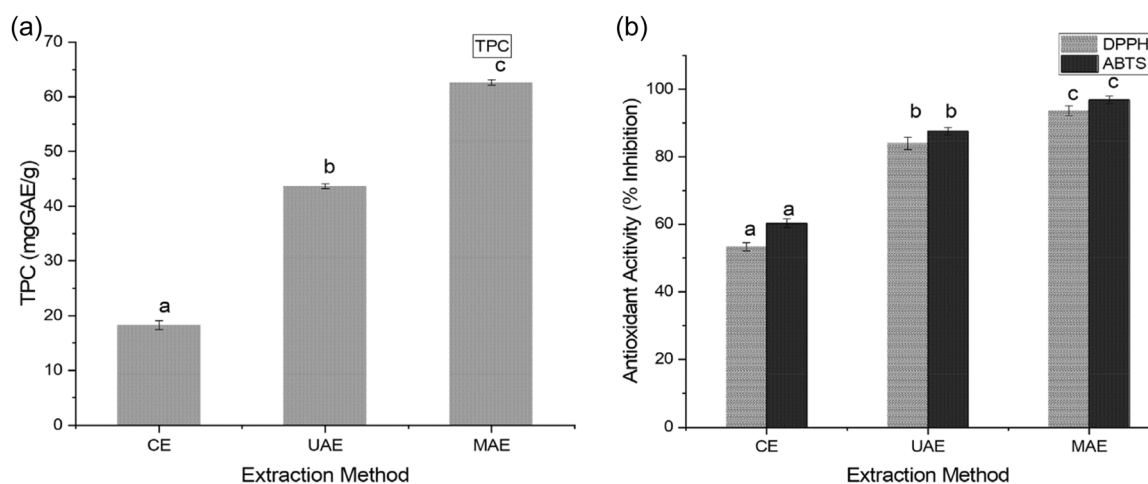 (a)
70
60
50
40
30
20
10
0
TPC (mgGAE/g)
TPC
a
b
c
CE
UAE
MAE
Extraction Method
(b)
DPPH
ABTS
100
80
60
40
20
0
Antioxidant Acitivity (% Inhibition)
a
a
b
b
c
c
CE
UAE
MAE
Extraction Method